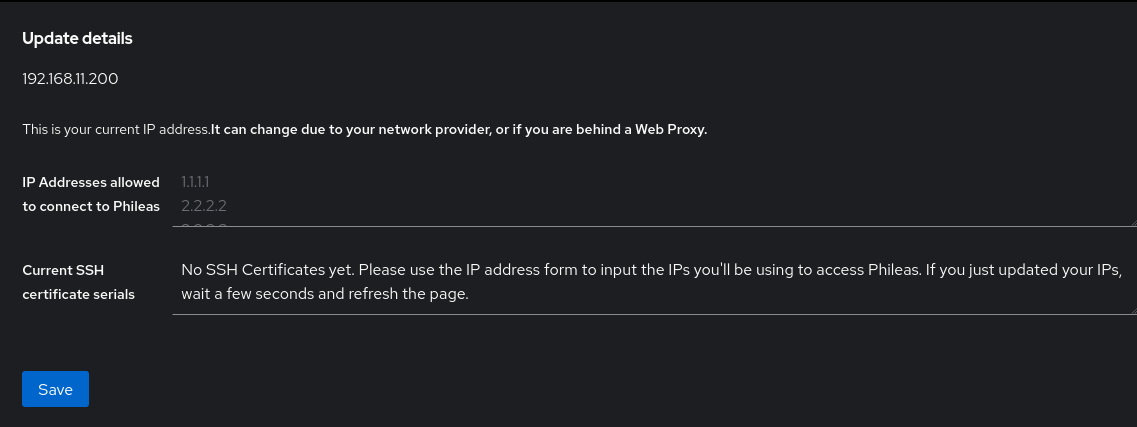 Update details
192.168.11.200
This is your current IP address.It can change due to your network provider, or if you are behind a Web Proxy.
IP Addresses allowed
to connect to Phileas
1.1.1.1
2.2.2.2
Current SSH
certificate serials
No SSH Certificates yet. Please use the IP address form to input the IPs you'll be using to access Phileas. If you just updated your IPs,
wait a few seconds and refresh the page.
Save